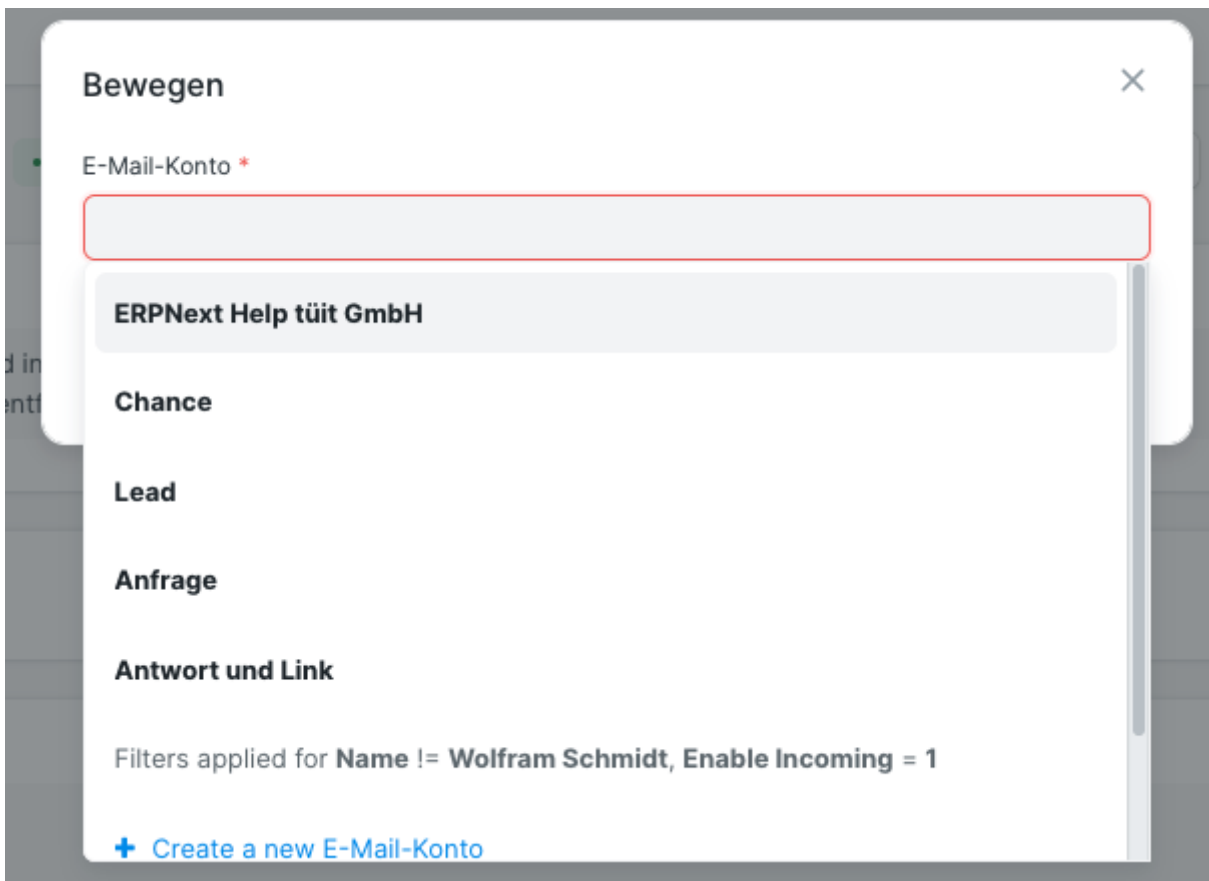 Bewegen
E-Mail-Konto *
ERPNext Help tüit GmbH
Chance
Lead
Anfrage
Antwort und Link
Filters applied for Name != Wolfram Schmidt, Enable Incoming = 1
+ Create a new E-Mail-Konto